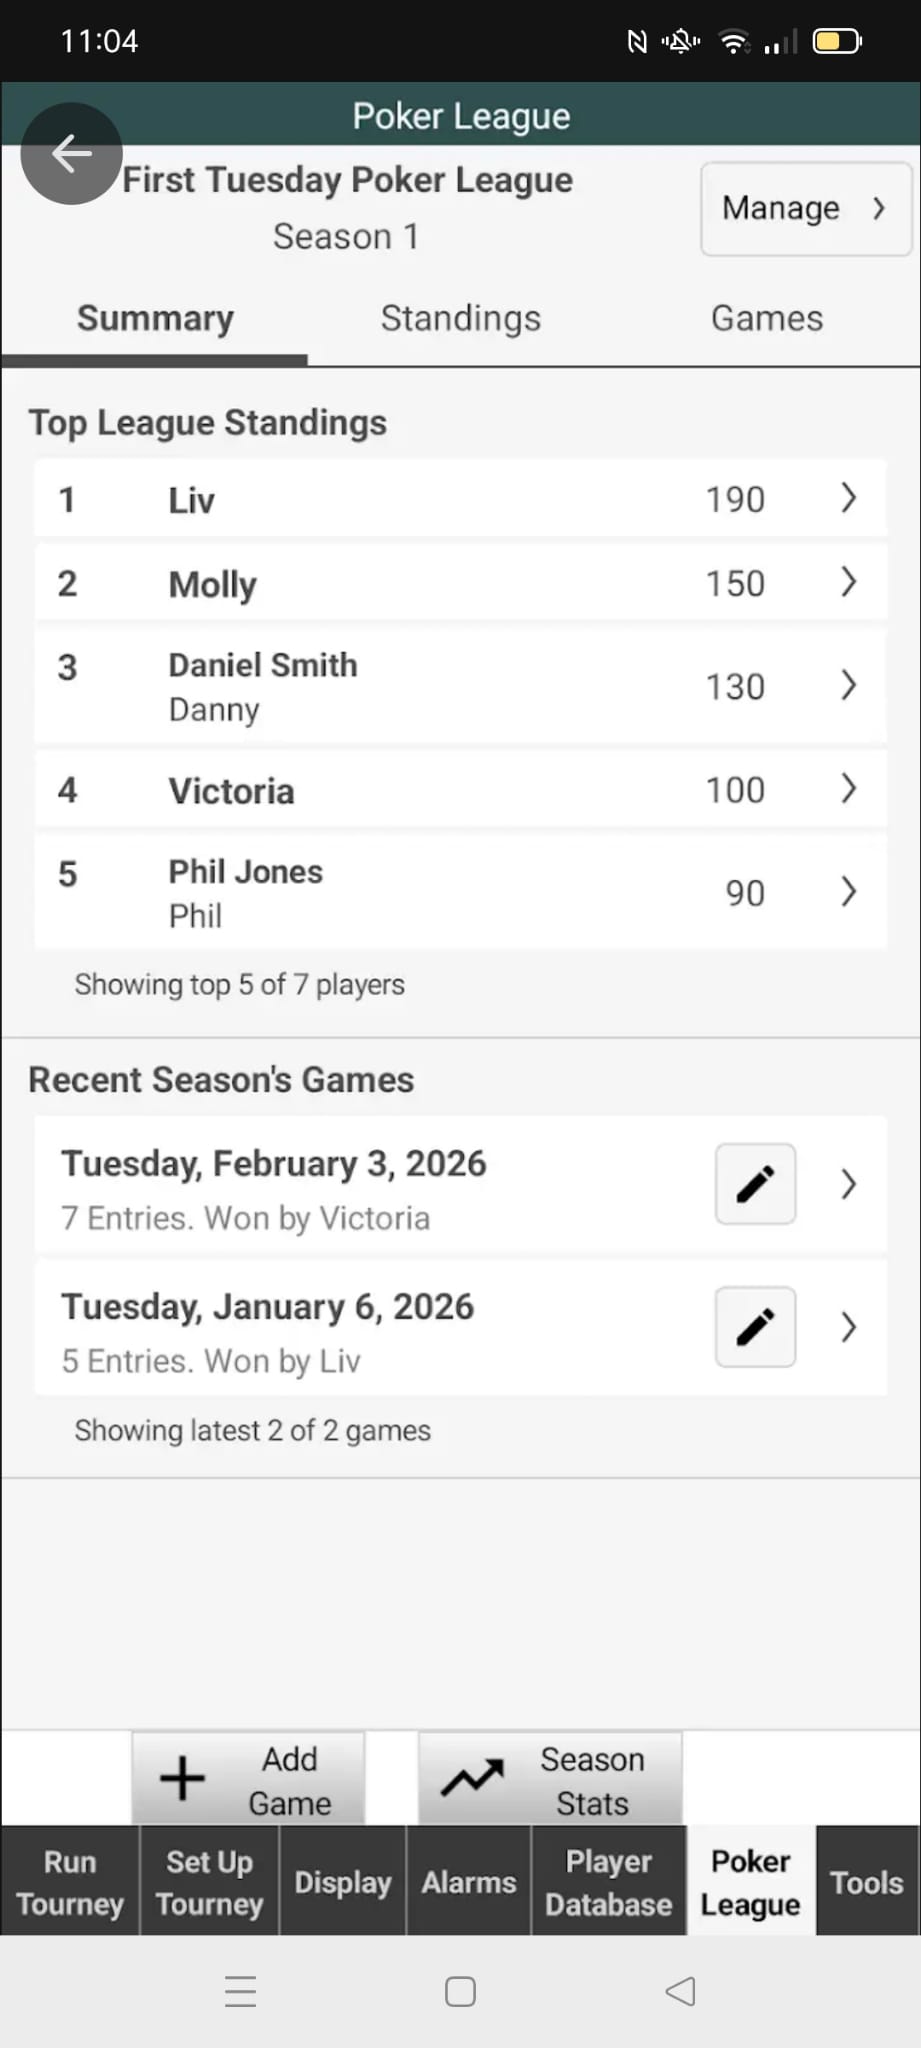 11:04
Poker League
First Tuesday Poker League
Season 1
Manage
Summary
Standings
Games
Top League Standings
1 Liv 190
2 Molly 150
3 Daniel Smith
Danny
130
4 Victoria 100
5 Phil Jones
Phil
90
Showing top 5 of 7 players
Recent Season's Games
Tuesday, February 3, 2026
7 Entries. Won by Victoria
Tuesday, January 6, 2026
5 Entries. Won by Liv
Showing latest 2 of 2 games
Add
Game
Season
Stats
Run
Tourney
Set Up
Tourney
Display
Alarms
Player
Database
Poker
League
Tools